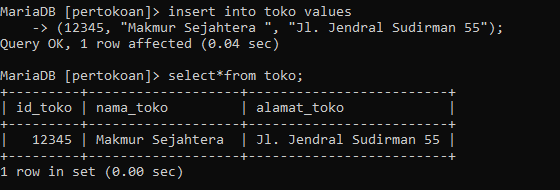 MariaDB [pertokoan]> insert into toko values
    -> (12345, "Makmur Sejahtera ", "Jl. Jendral Sudirman 55");
Query OK, 1 row affected (0.04 sec)

MariaDB [pertokoan]> select*from toko;
+---------+-------------------+-------------------------+
| id_toko | nama_toko         | alamat_toko             |
+---------+-------------------+-------------------------+
|   12345 | Makmur Sejahtera  | Jl. Jendral Sudirman 55 |
+---------+-------------------+-------------------------+
1 row in set (0.00 sec)